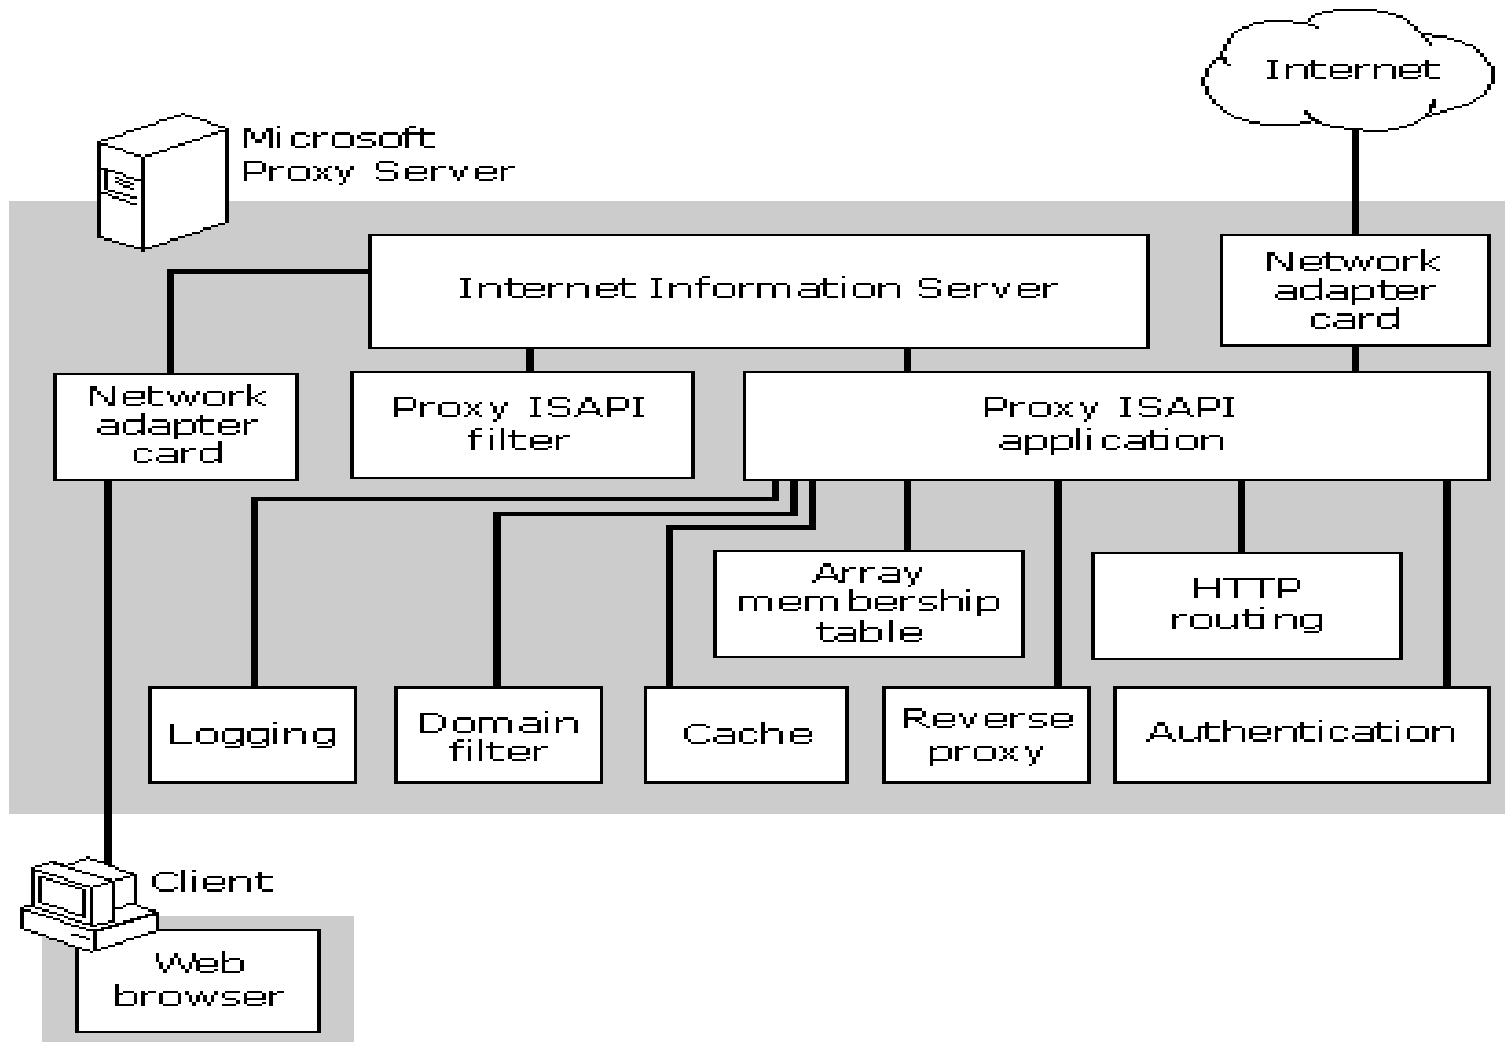 Internet
Microsoft
Proxy Server
Internet Information Server
Network
adapter
card
Network
adapter
card
Proxy ISAPI
filter
Proxy ISAPI
application
Array
membership
table
HTTP
routing
Logging
Domain
filter
Cache
Reverse
proxy
Authentication
Client
Web
browser